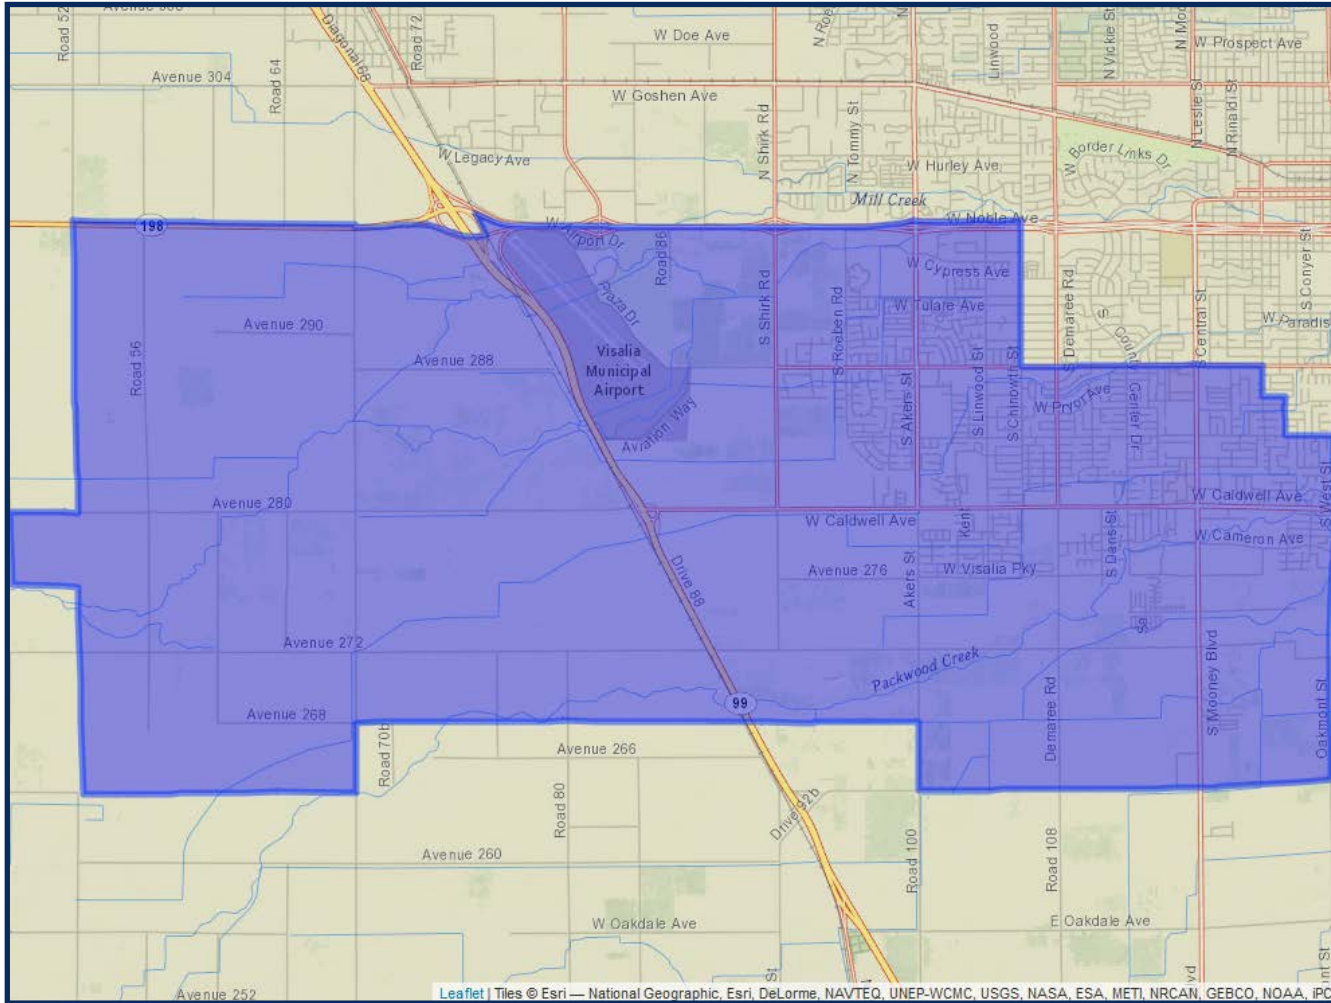 Road 52
Diagonal 68
Road 72
W Doe Ave
Linwood
N Vickie St
W Prospect Ave
Avenue 304
Road 64
W Goshen Ave
N Shirk Rd
N Tommy St
N Leslie St
N Rinaldi St
W Legacy Ave
W Hurley Ave
W Border Links Dr
Mill Creek
198
W Noble Ave
W Airport Dr
Road 86
S Conyer St
W Cypress Ave
Plaza Dr
S Shirk Rd
S Roeben Rd
W Tulare Ave
S Demaree Rd
S County Center Dr
S Central St
W Paradis
Avenue 290
Road 56
Avenue 288
Visalia
Municipal
Airport
S Akers St
S Linwood St
S Chinowth St
W Pryor Ave
Aviation Way
Avenue 280
W Caldwell Ave
W Caldwell Ave
S West St
Kent
S Dans St
W Cameron Ave
Drive 88
Avenue 276
Akers St
W Visalia Pky
Sa
Avenue 272
Packwood Creek
S Mooney Blvd
99
Avenue 268
Road 70b
Demaree Rd
Oakmont St
Avenue 266
Road 80
Drive 92b
Road 100
Road 108
Avenue 260
W Oakdale Ave
E Oakdale Ave
St
lvd
nt St
Avenue 252
Leaflet | Tiles © Esri — National Geographic, Esri, DeLorme, NAVTEQ, UNEP-WCMC, USGS, NASA, ESA, METI, NRCAN, GEBCO, NOAA, iPC